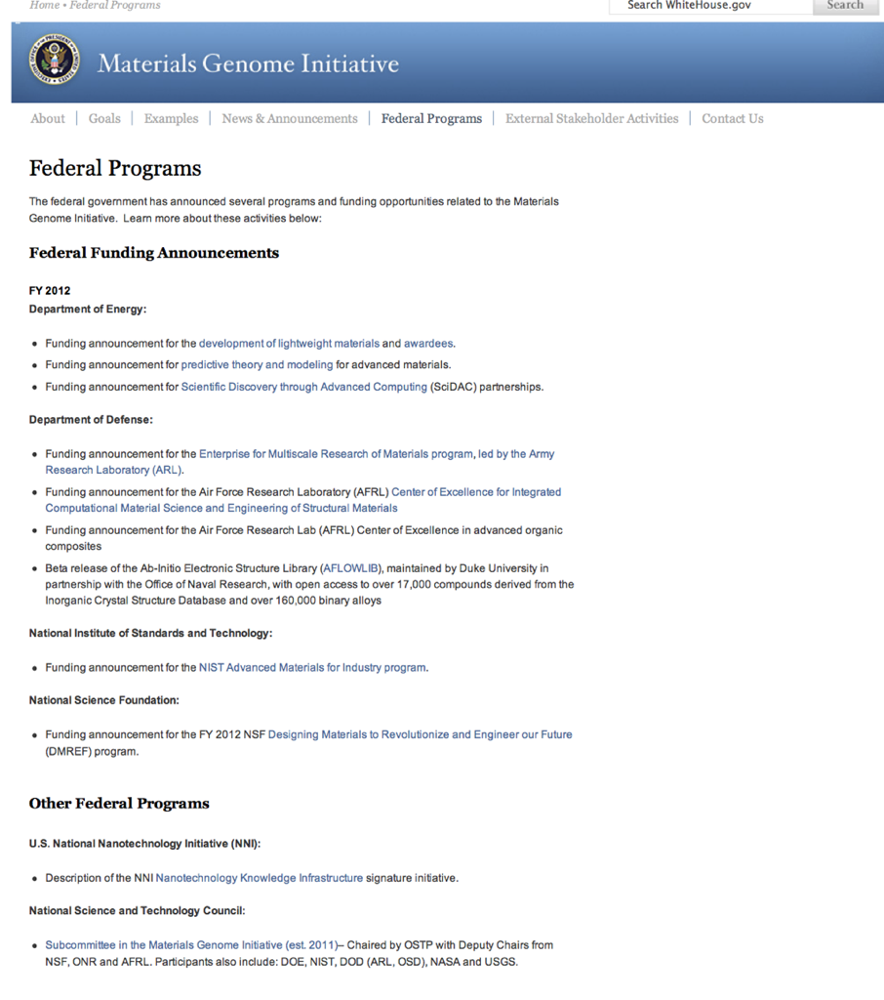 Home • Federal Programs
Search WhiteHouse.gov
Search
Materials Genome Initiative
About | Goals | Examples | News & Announcements | Federal Programs | External Stakeholder Activities | Contact Us
Federal Programs
The federal government has announced several programs and funding opportunities related to the Materials
Genome Initiative. Learn more about these activities below:
Federal Funding Announcements
FY 2012
Department of Energy:
• Funding announcement for the development of lightweight materials and awardees.
• Funding announcement for predictive theory and modeling for advanced materials.
• Funding announcement for Scientific Discovery through Advanced Computing (SciDAC) partnerships.
Department of Defense:
• Funding announcement for the Enterprise for Multiscale Research of Materials program, led by the Army
Research Laboratory (ARL).
• Funding announcement for the Air Force Research Laboratory (AFRL) Center of Excellence for Integrated
Computational Material Science and Engineering of Structural Materials
• Funding announcement for the Air Force Research Lab (AFRL) Center of Excellence in advanced organic
composites
• Beta release of the Ab-Initio Electronic Structure Library (AFLOWLIB), maintained by Duke University in
partnership with the Office of Naval Research, with open access to over 17,000 compounds derived from the
Inorganic Crystal Structure Database and over 160,000 binary alloys
National Institute of Standards and Technology:
• Funding announcement for the NIST Advanced Materials for Industry program.
National Science Foundation:
• Funding announcement for the FY 2012 NSF Designing Materials to Revolutionize and Engineer our Future
(DMREF) program.
Other Federal Programs
U.S. National Nanotechnology Initiative (NNI):
• Description of the NNI Nanotechnology Knowledge Infrastructure signature initiative.
National Science and Technology Council:
• Subcommittee in the Materials Genome Initiative (est. 2011)– Chaired by OSTP with Deputy Chairs from
NSF, ONR and AFRL. Participants also include: DOE, NIST, DOD (ARL, OSD), NASA and USGS.